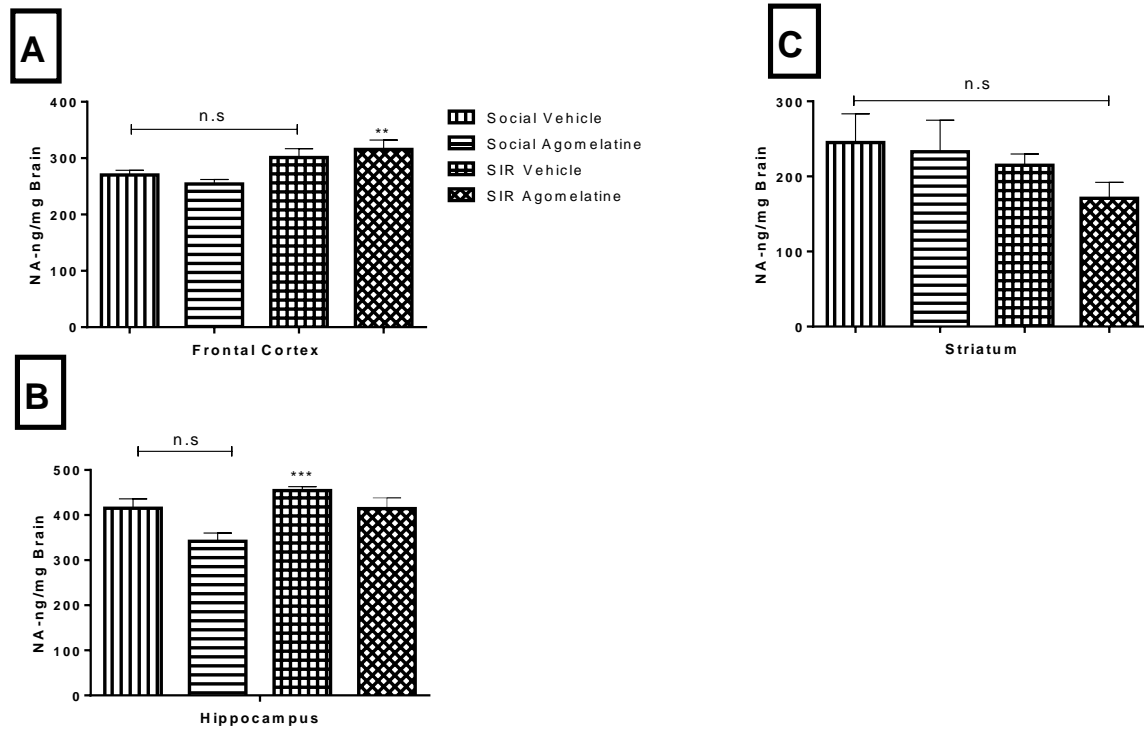 A
NA-ng/mg Brain
400
300
200
100
0
n.s
**
Frontal Cortex
Social Vehicle
Social Agomelatine
SIR Vehicle
SIR Agomelatine
B
NA-ng/mg Brain
500
400
300
200
100
0
n.s
***
Hippocampus
C
NA-ng/mg Brain
300
200
100
0
n.s
Striatum